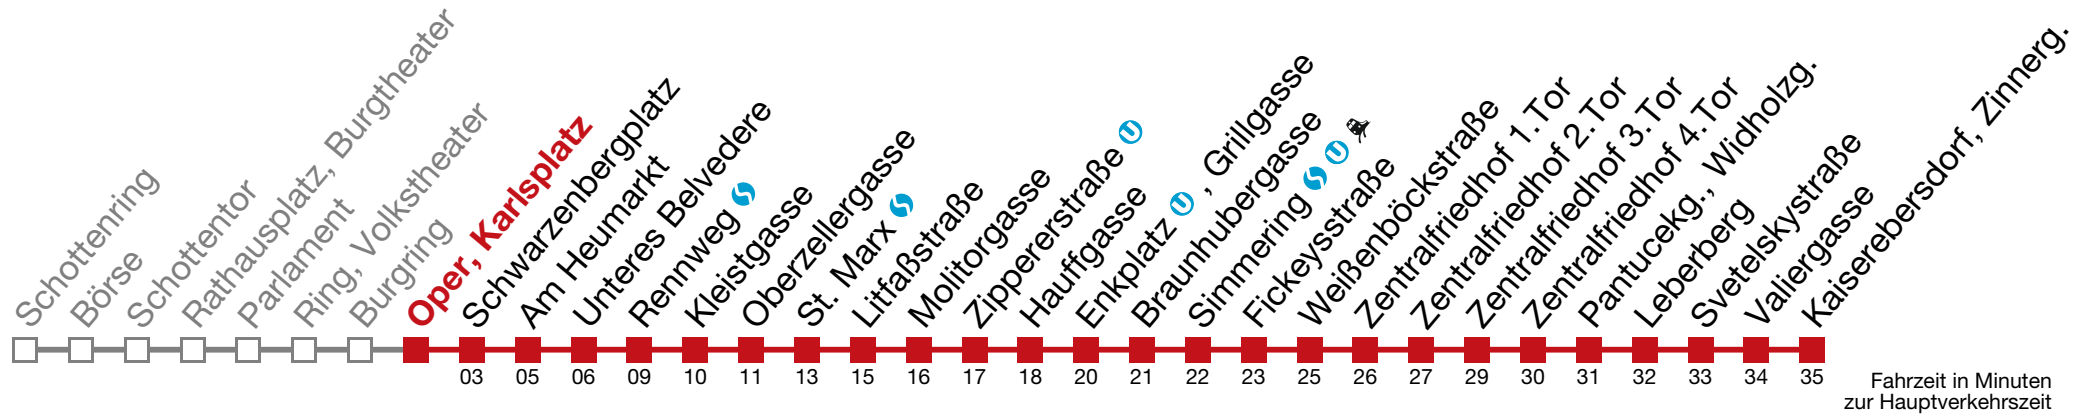 Schottenring
Börse
Schottentor
Rathausplatz, Burgtheater
Parlament
Ring, Volkstheater
Burgring
Oper, Karlsplatz
Schwarzenbergplatz
Am Heumarkt
Unteres Belvedere
Rennweg S
Kleistgasse
Oberzellergasse
St. Marx S
Litfaßstraße
Molitorgasse
Zippererstraße U
Hauffgasse
Enkplatz U, Grillgasse
Braunhubergasse
Simmering S U
Fickeysstraße
Weißenböckstraße
Zentralfriedhof 1.Tor
Zentralfriedhof 2.Tor
Zentralfriedhof 3.Tor
Zentralfriedhof 4.Tor
Pantucekg., Widholzg.
Leberberg
Svetelskystraße
Valiergasse
Kaiserebersdorf, Zinnerg.
03 05 06 09 10 11 13 15 16 17 18 20 21 22 23 25 26 27 29 30 31 32 33 34 35
Fahrzeit in Minuten
zur Hauptverkehrszeit